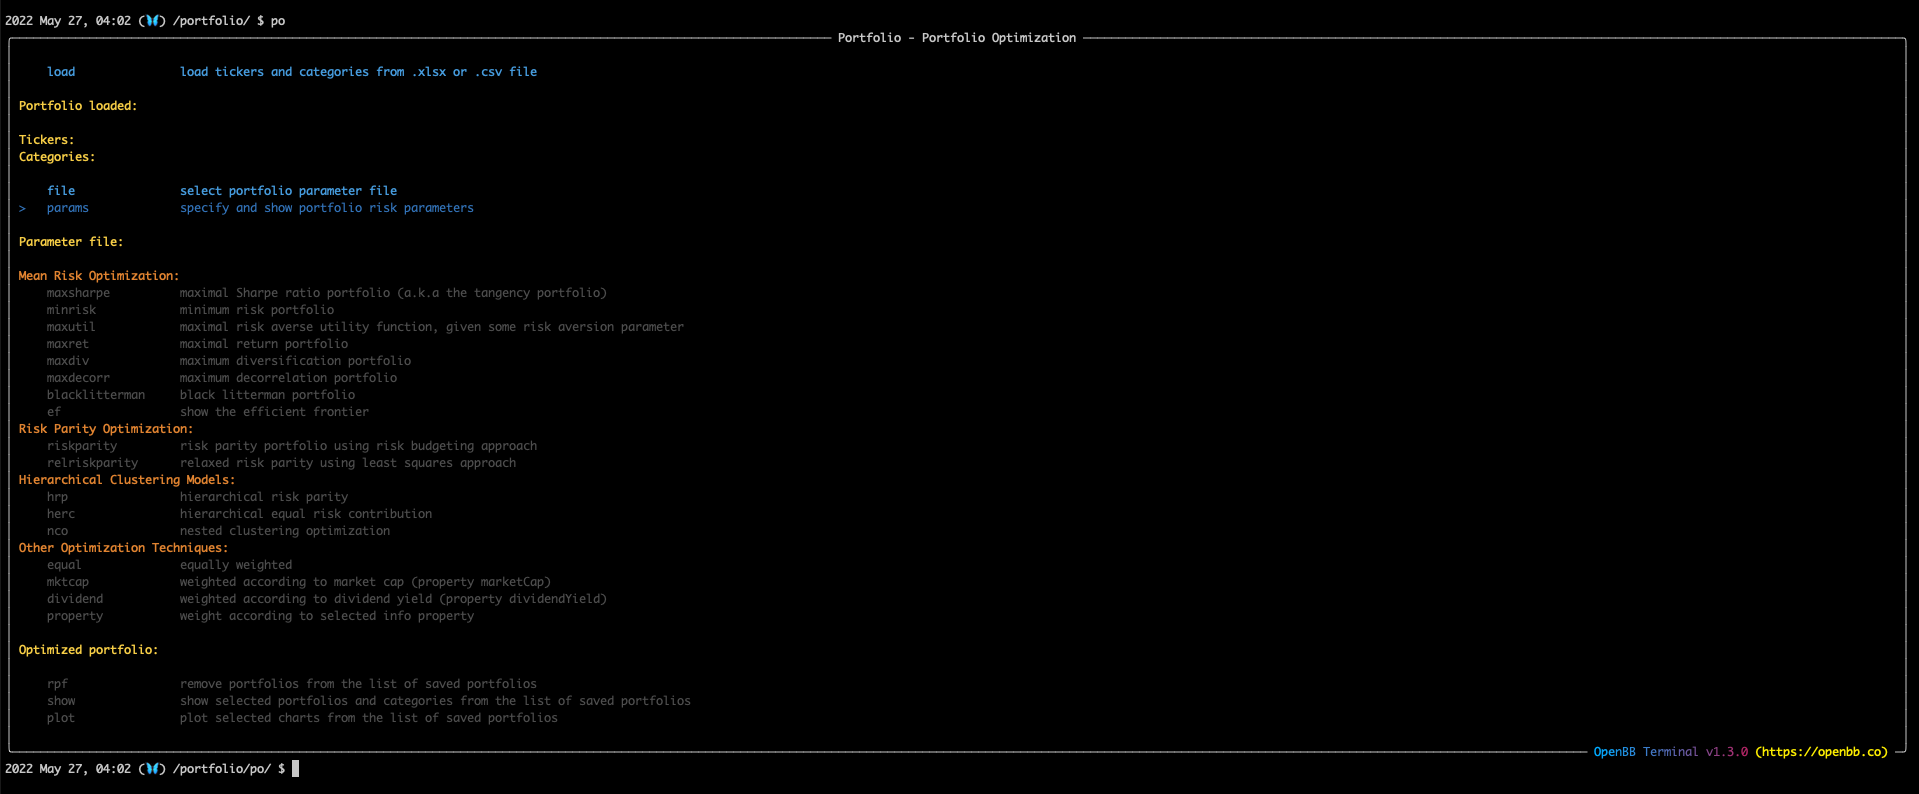 2022 May 27, 04:02 (🦋) /portfolio/ $ po
Portfolio - Portfolio Optimization
load load tickers and categories from .xlsx or .csv file
Portfolio loaded:
Tickers:
Categories:
file select portfolio parameter file
> params specify and show portfolio risk parameters
Parameter file:
Mean Risk Optimization:
maxsharpe maximal Sharpe ratio portfolio (a.k.a the tangency portfolio)
minrisk minimum risk portfolio
maxutil maximal risk averse utility function, given some risk aversion parameter
maxret maximal return portfolio
maxdiv maximum diversification portfolio
maxdecorr maximum decorrelation portfolio
blacklitterman black litterman portfolio
ef show the efficient frontier
Risk Parity Optimization:
riskparity risk parity portfolio using risk budgeting approach
relriskparity relaxed risk parity using least squares approach
Hierarchical Clustering Models:
hrp hierarchical risk parity
herc hierarchical equal risk contribution
nco nested clustering optimization
Other Optimization Techniques:
equal equally weighted
mktcap weighted according to market cap (property marketCap)
dividend weighted according to dividend yield (property dividendYield)
property weight according to selected info property
Optimized portfolio:
rpf remove portfolios from the list of saved portfolios
show show selected portfolios and categories from the list of saved portfolios
plot plot selected charts from the list of saved portfolios
OpenBB Terminal v1.3.0 (https://openbb.co)
2022 May 27, 04:02 (🦋) /portfolio/po/ $